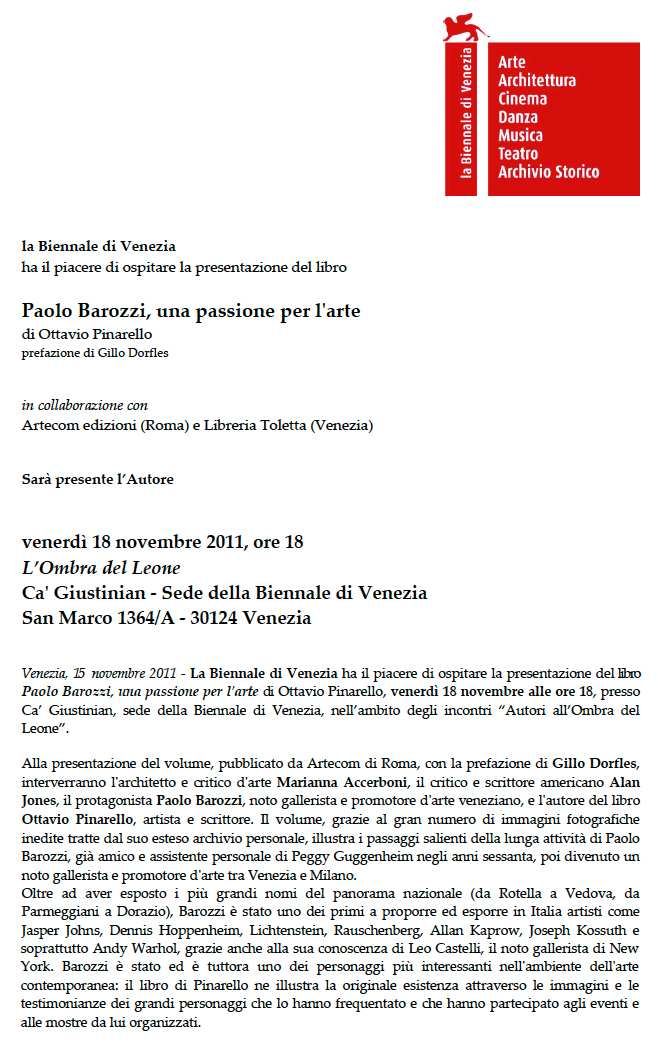 la Biennale di Venezia
Arte
Architettura
Cinema
Danza
Musica
Teatro
Archivio Storico
la Biennale di Venezia
ha il piacere di ospitare la presentazione del libro
Paolo Barozzi, una passione per l'arte
di Ottavio Pinarello
prefazione di Gillo Dorfles
in collaborazione con
Artecom edizioni (Roma) e Libreria Toletta (Venezia)
Sarà presente l'Autore
venerdì 18 novembre 2011, ore 18
L'Ombra del Leone
Ca' Giustinian - Sede della Biennale di Venezia
San Marco 1364/A - 30124 Venezia
Venezia, 15 novembre 2011 - La Biennale di Venezia ha il piacere di ospitare la presentazione del libro
Paolo Barozzi, una passione per l'arte di Ottavio Pinarello, venerdì 18 novembre alle ore 18, presso
Ca' Giustinian, sede della Biennale di Venezia, nell'ambito degli incontri "Autori all'Ombra del
Leone".
Alla presentazione del volume, pubblicato da Artecom di Roma, con la prefazione di Gillo Dorfles,
interverranno l'architetto e critico d'arte Marianna Accerboni, il critico e scrittore americano Alan
Jones, il protagonista Paolo Barozzi, noto gallerista e promotore d'arte veneziano, e l'autore del libro
Ottavio Pinarello, artista e scrittore. Il volume, grazie al gran numero di immagini fotografiche
inedite tratte dal suo esteso archivio personale, illustra i passaggi salienti della lunga attività di Paolo
Barozzi, già amico e assistente personale di Peggy Guggenheim negli anni sessanta, poi divenuto un
noto gallerista e promotore d'arte tra Venezia e Milano.
Oltre ad aver esposto i più grandi nomi del panorama nazionale (da Rotella a Vedova, da
Parmeggiani a Dorazio), Barozzi è stato uno dei primi a proporre ed esporre in Italia artisti come
Jasper Johns, Dennis Hoppenheim, Lichtenstein, Rauschenberg, Allan Kaprow, Joseph Kossuth e
soprattutto Andy Warhol, grazie anche alla sua conoscenza di Leo Castelli, il noto gallerista di New
York. Barozzi è stato ed è tuttora uno dei personaggi più interessanti nell'ambiente dell'arte
contemporanea: il libro di Pinarello ne illustra la originale esistenza attraverso le immagini e le
testimonianze dei grandi personaggi che lo hanno frequentato e che hanno partecipato agli eventi e
alle mostre da lui organizzati.